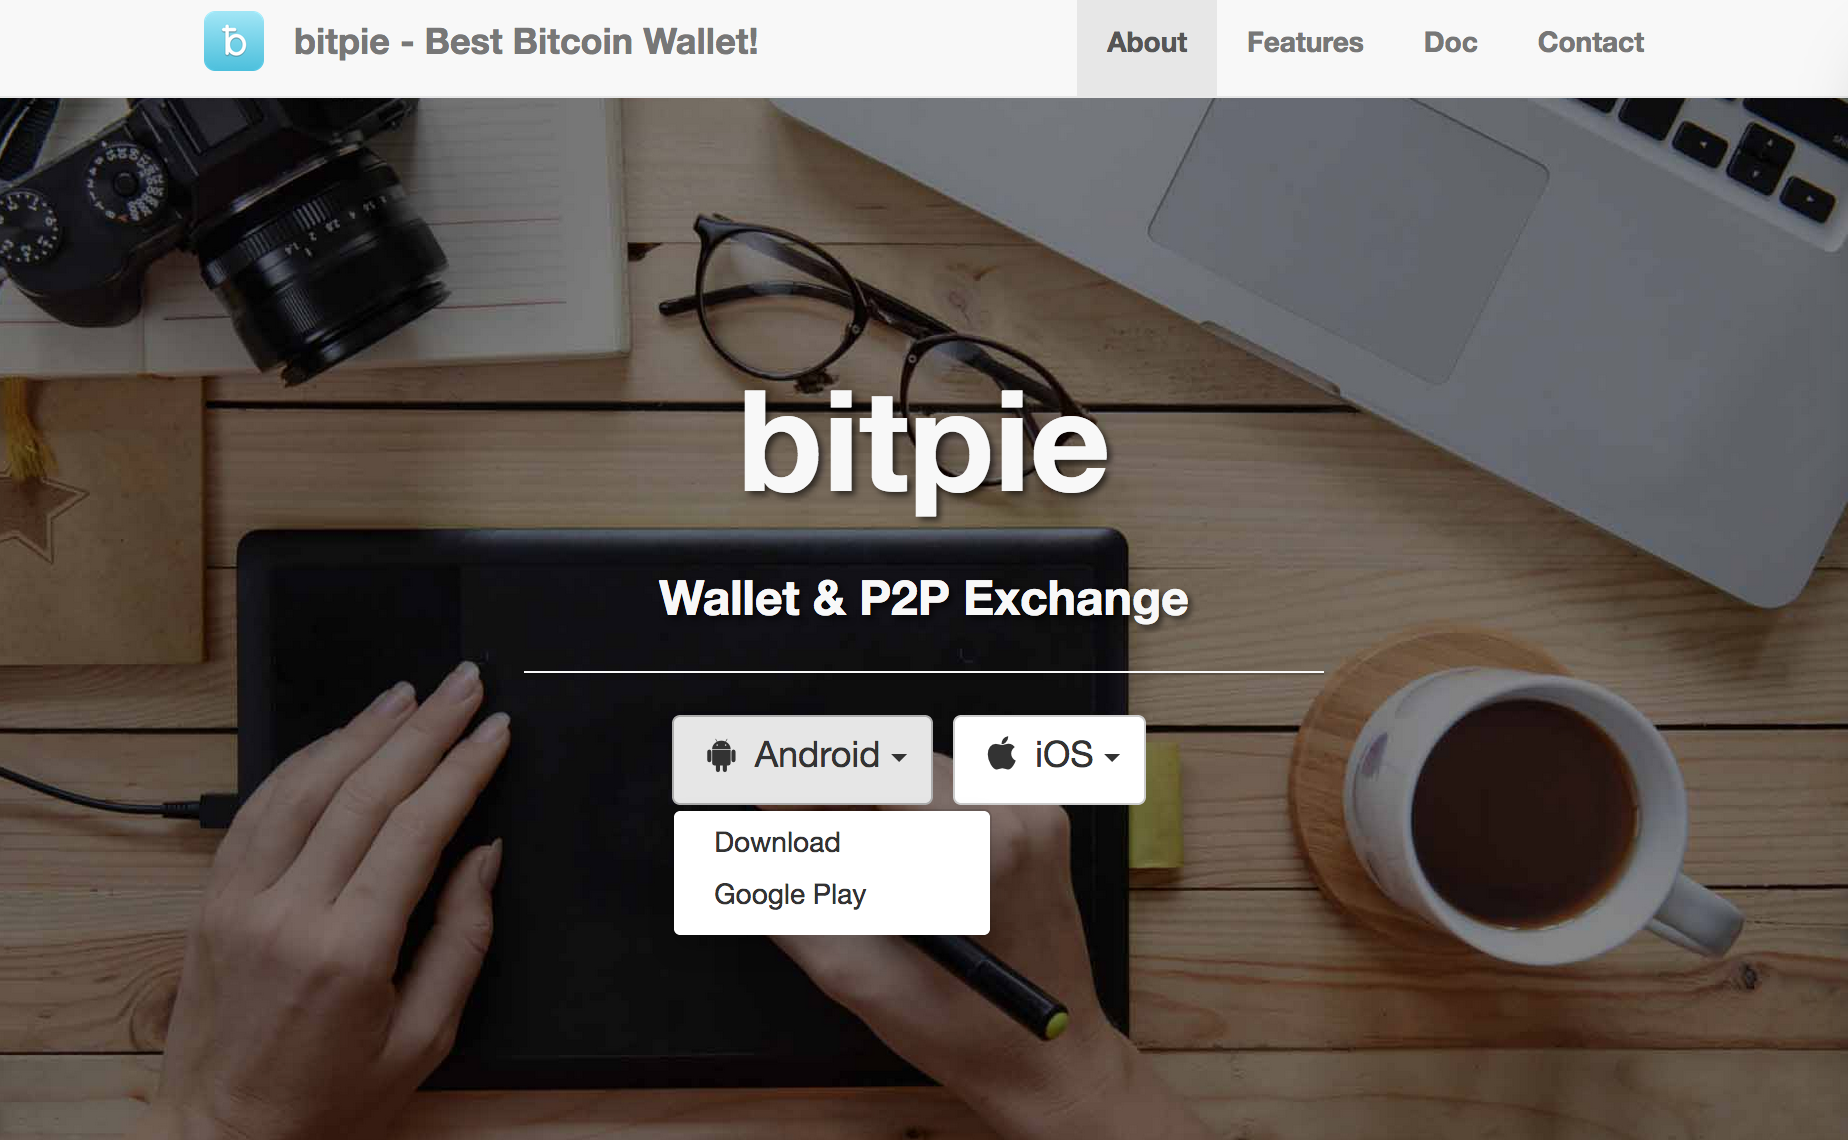 bitpie - Best Bitcoin Wallet!
About
Features
Doc
Contact
bitpie
Wallet & P2P Exchange
Android
iOS
Download
Google Play